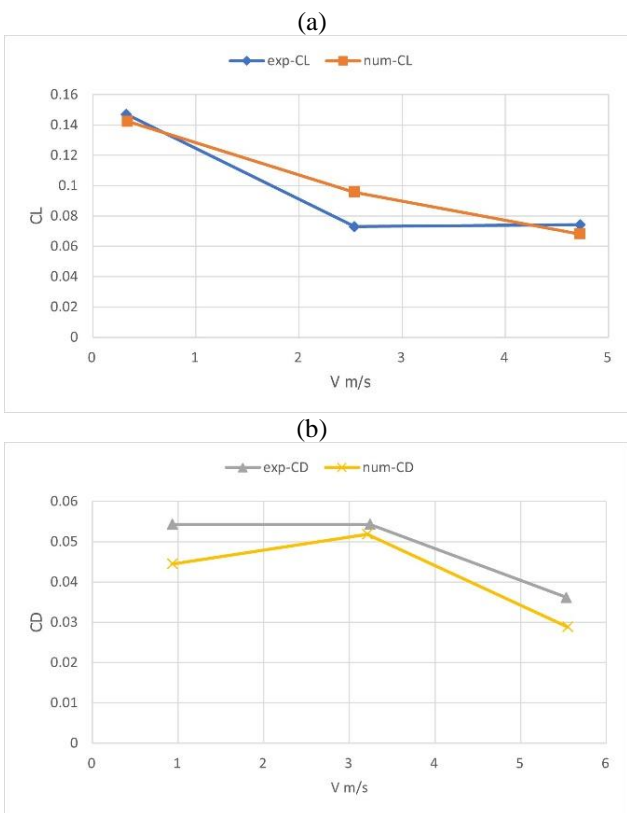 (a)
exp-CL num-CL
0.16
0.14
0.12
0.1
0.08
0.06
0.04
0.02
0
CL
0 1 2 3 4 5
V m/s
(b)
exp-CD num-CD
0.06
0.05
0.04
0.03
0.02
0.01
0
CD
0 1 2 3 4 5 6
V m/s